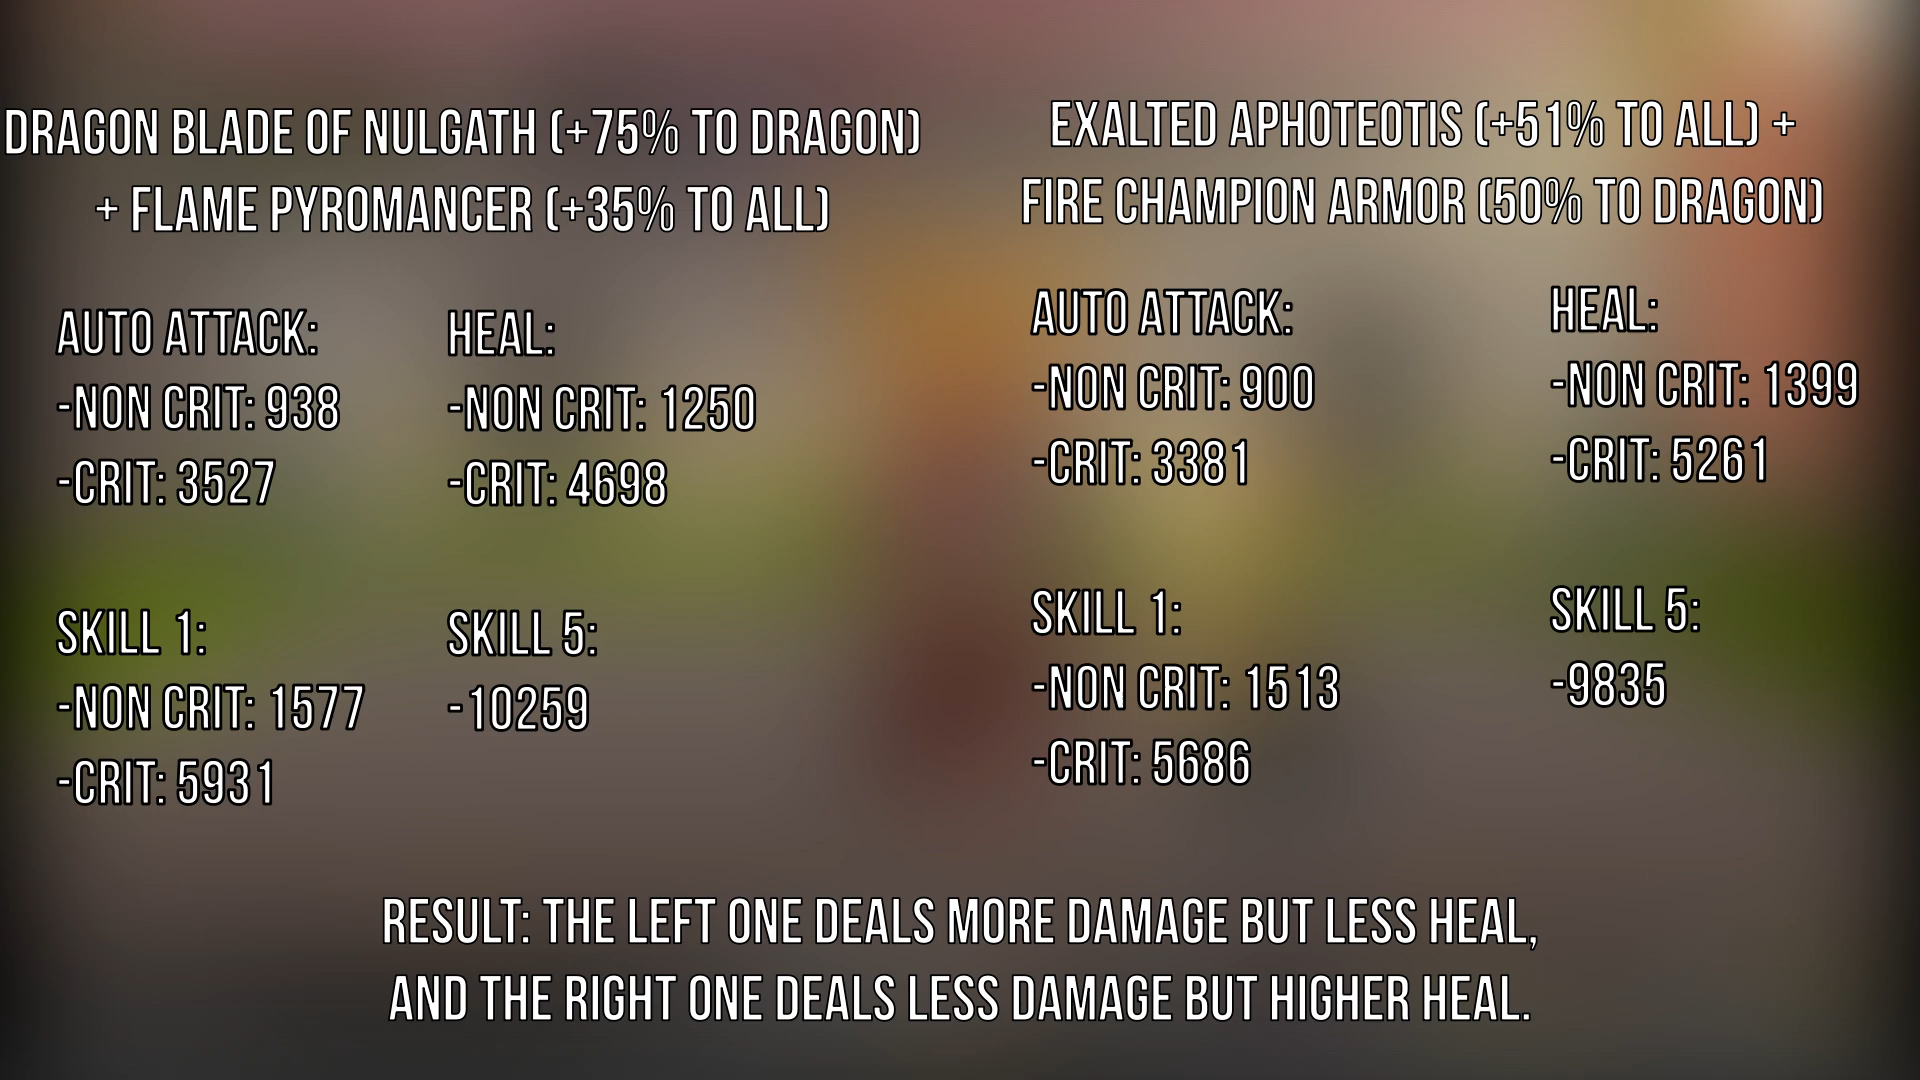 DRAGON BLADE OF NULGATH (+75% TO DRAGON)
+ FLAME PYROMANCER (+35% TO ALL)
AUTO ATTACK:
-NON CRIT: 938
-CRIT: 3527
HEAL:
-NON CRIT: 1250
-CRIT: 4698
SKILL 1:
-NON CRIT: 1577
-CRIT: 5931
SKILL 5:
-10259
EXALTED APHOTEOTIS (+51% TO ALL) +
FIRE CHAMPION ARMOR (50% TO DRAGON)
AUTO ATTACK:
-NON CRIT: 900
-CRIT: 3381
HEAL:
-NON CRIT: 1399
-CRIT: 5261
SKILL 1:
-NON CRIT: 1513
-CRIT: 5686
SKILL 5:
-9835
RESULT: THE LEFT ONE DEALS MORE DAMAGE BUT LESS HEAL,
AND THE RIGHT ONE DEALS LESS DAMAGE BUT HIGHER HEAL.